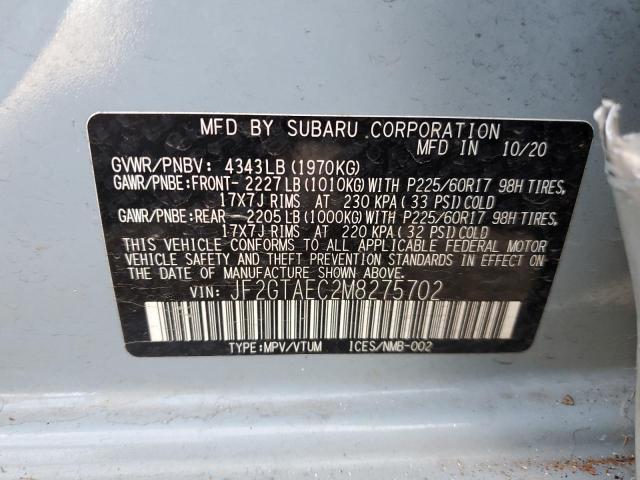 MFD BY SUBARU CORPORATION
MFD IN 10/20
GVWR/PNBV: 4343LB (1970KG)
GAWR/PNBE:FRONT- 2227LB (1010KG) WITH P225/60R17 98H TIRES,
17X7J RIMS AT 230 KPA (33 PSI) COLD
GAWR/PNBE:REAR -2205LB (1000KG) WITH P225/60R17 98H TIRES,
17X7J RIMS AT 220 KPA (32 PSI) COLD
THIS VEHICLE CONFORMS TO ALL APPLICABLE FEDERAL MOTOR
VEHICLE SAFETY AND THEFT PREVENTION STANDARDS IN EFFECT
ON THE DATE OF MANUFACTURE SHOWN ABOVE.
VIN: JF2GTAEC2M8275702
TYPE:MPV/VTUM ICES/NMB-002